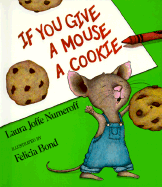 IF YOU GIVE
A MOUSE
A COOKIE
Laura Joffe Numeroff
ILLUSTRATED BY
Felicia Bond